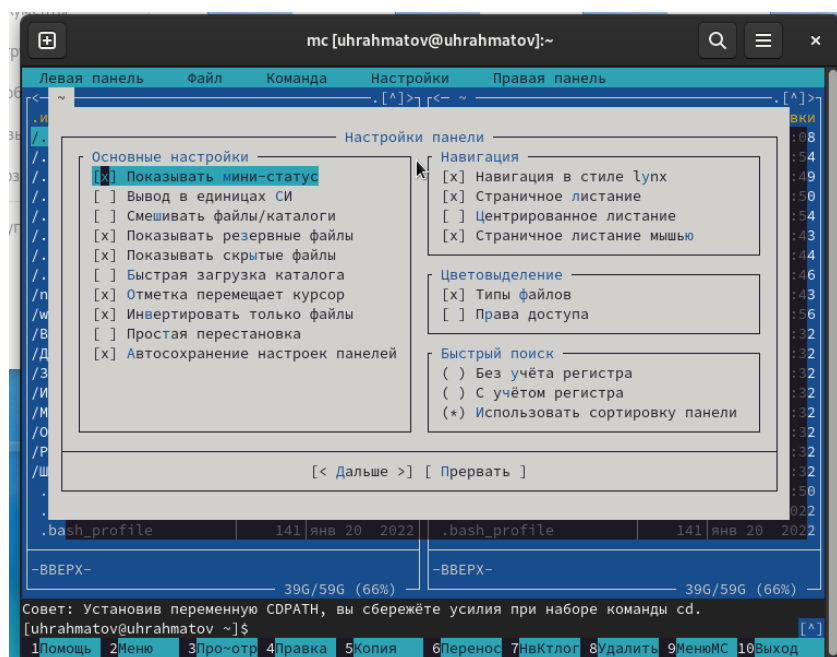 mc [uhrahmatov@uhrahmatov]:~
Левая панель Файл Команда Настройки Правая панель
<— ~ .[^]> <— ~ .[^]>
Настройки панели
Основные настройки
[x] Показывать мини-статус
[ ] Вывод в единицах СИ
[ ] Смешивать файлы/каталоги
[x] Показывать резервные файлы
[x] Показывать скрытые файлы
[ ] Быстрая загрузка каталога
[x] Отметка перемещает курсор
[x] Инвертировать только файлы
[ ] Простая перестановка
[x] Автосохранение настроек панелей
Навигация
[x] Навигация в стиле lynx
[x] Страничное листание
[ ] Центрированное листание
[x] Страничное листание мышью
Цветовыделение
[x] Типы файлов
[ ] Права доступа
Быстрый поиск
( ) Без учёта регистра
( ) С учётом регистра
(*) Использовать сортировку панели
[< Дальше >] [ Прервать ]
.bash_profile 141 янв 20 2022 .bash_profile 141 янв 20 2022
-ВВЕРХ- -ВВЕРХ-
39G/59G (66%) 39G/59G (66%)
Совет: Установив переменную CDPATH, вы сбережёте усилия при наборе команды cd.
[uhrahmatov@uhrahmatov ~]$ [^]
1Помощь 2Меню 3Про~отр 4Правка 5Копия 6Перенос 7НвКтлог 8Удалить 9МенюМС 10Выход